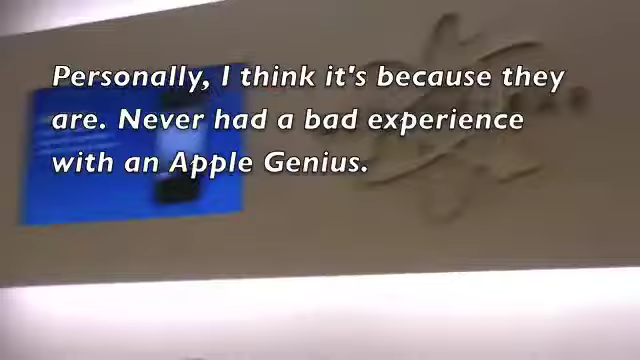 Personally, I think it's because they
are. Never had a bad experience
with an Apple Genius.